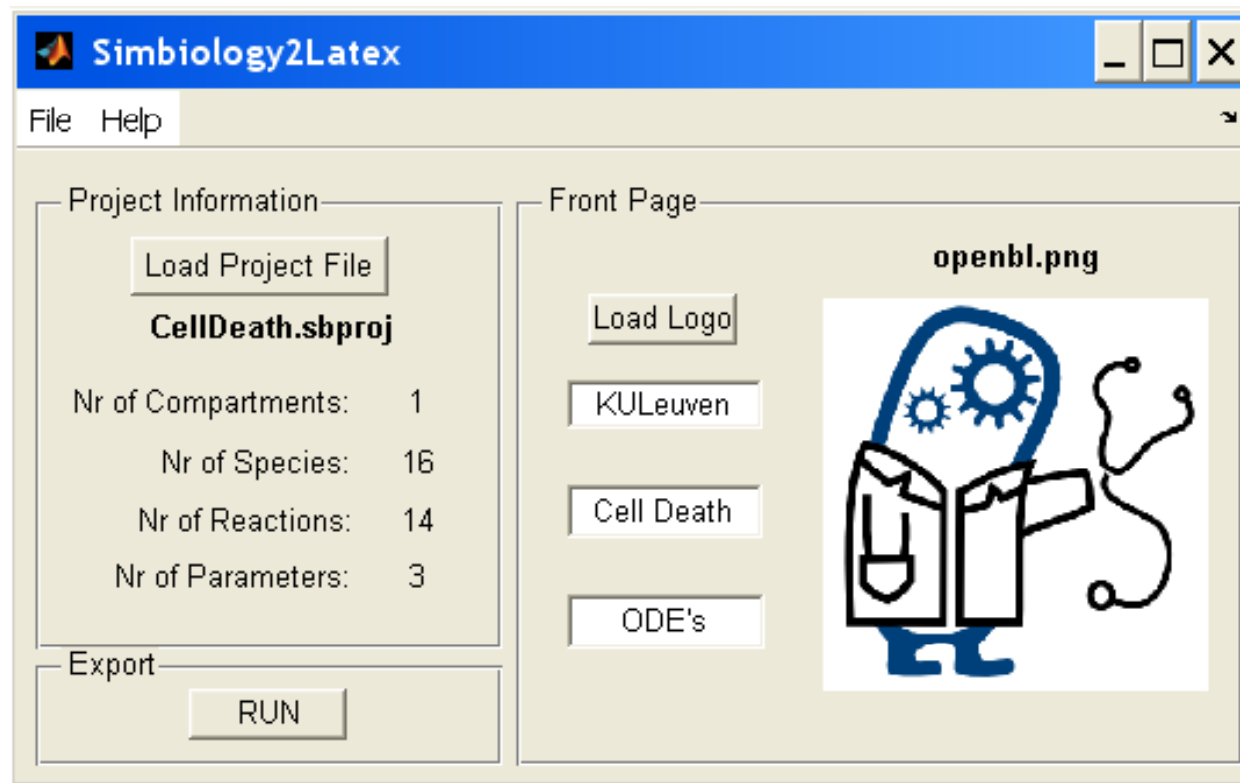 Simbiology2Latex
File Help
Project Information
Load Project File
CellDeath.sbproj
Nr of Compartments: 1
Nr of Species: 16
Nr of Reactions: 14
Nr of Parameters: 3
Export
RUN
Front Page
openbl.png
Load Logo
KULeuven
Cell Death
ODE's